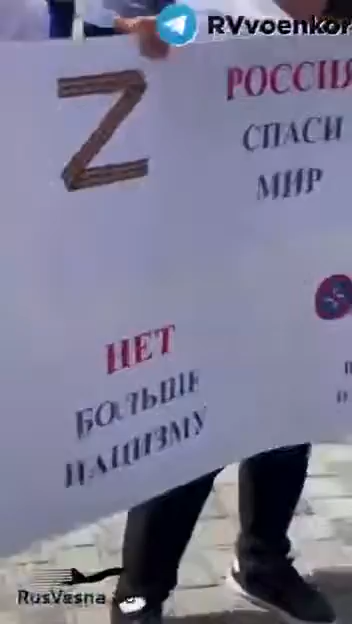 RVvoenkor
Z
РОССИЯ
СПАСИ
МИР
НЕТ
БОЛЬШЕ
НАЦИЗМУ
RusVesna